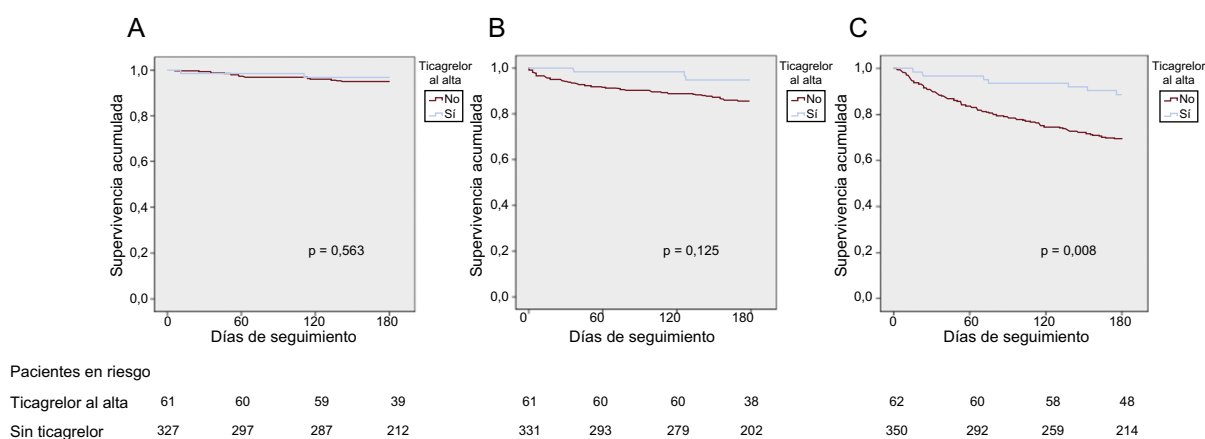 A
Supervivencia acumulada
1,0
0,8
0,6
0,4
0,2
0,0
0
60
120
180
Días de seguimiento
p = 0,563
Ticagrelor
al alta
No
Sí
B
Supervivencia acumulada
1,0
0,8
0,6
0,4
0,2
0,0
0
60
120
180
Días de seguimiento
p = 0,125
Ticagrelor
al alta
No
Sí
C
Supervivencia acumulada
1,0
0,8
0,6
0,4
0,2
0,0
0
60
120
180
Días de seguimiento
p = 0,008
Ticagrelor
al alta
No
Sí
Pacientes en riesgo
Ticagrelor al alta 61 60 59 39 61 60 60 38 62 60 58 48
Sin ticagrelor 327 297 287 212 331 293 279 202 350 292 259 214